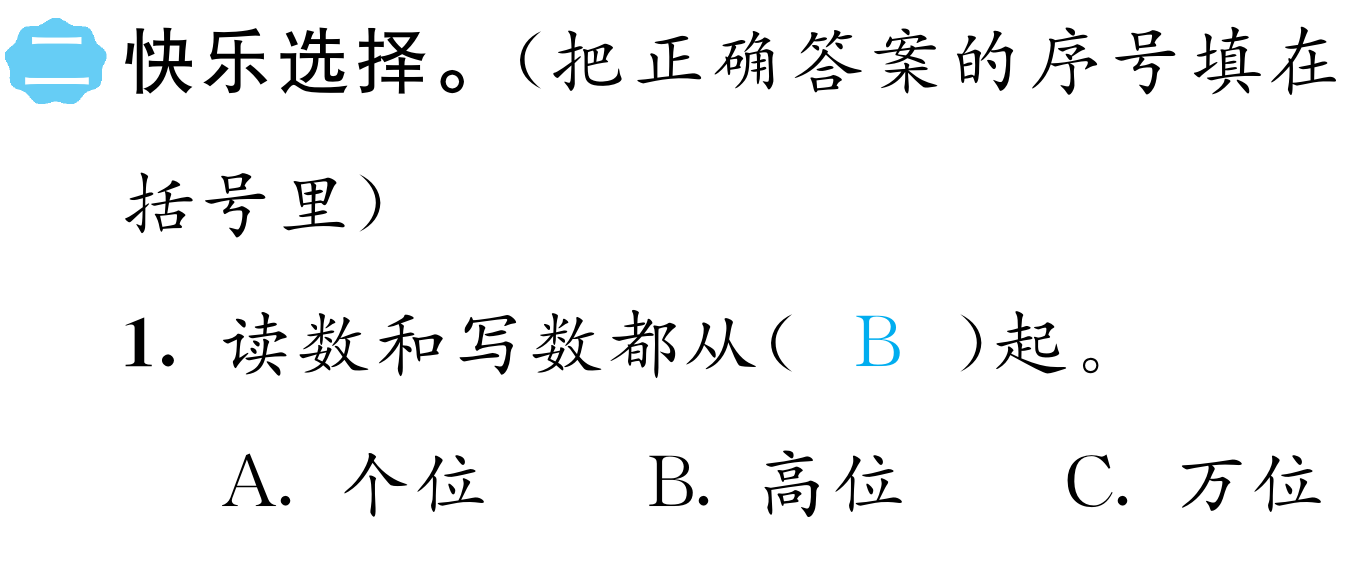 二 快乐选择。（把正确答案的序号填在
括号里）
1. 读数和写数都从( B )起。
A. 个位 B. 高位 C. 万位